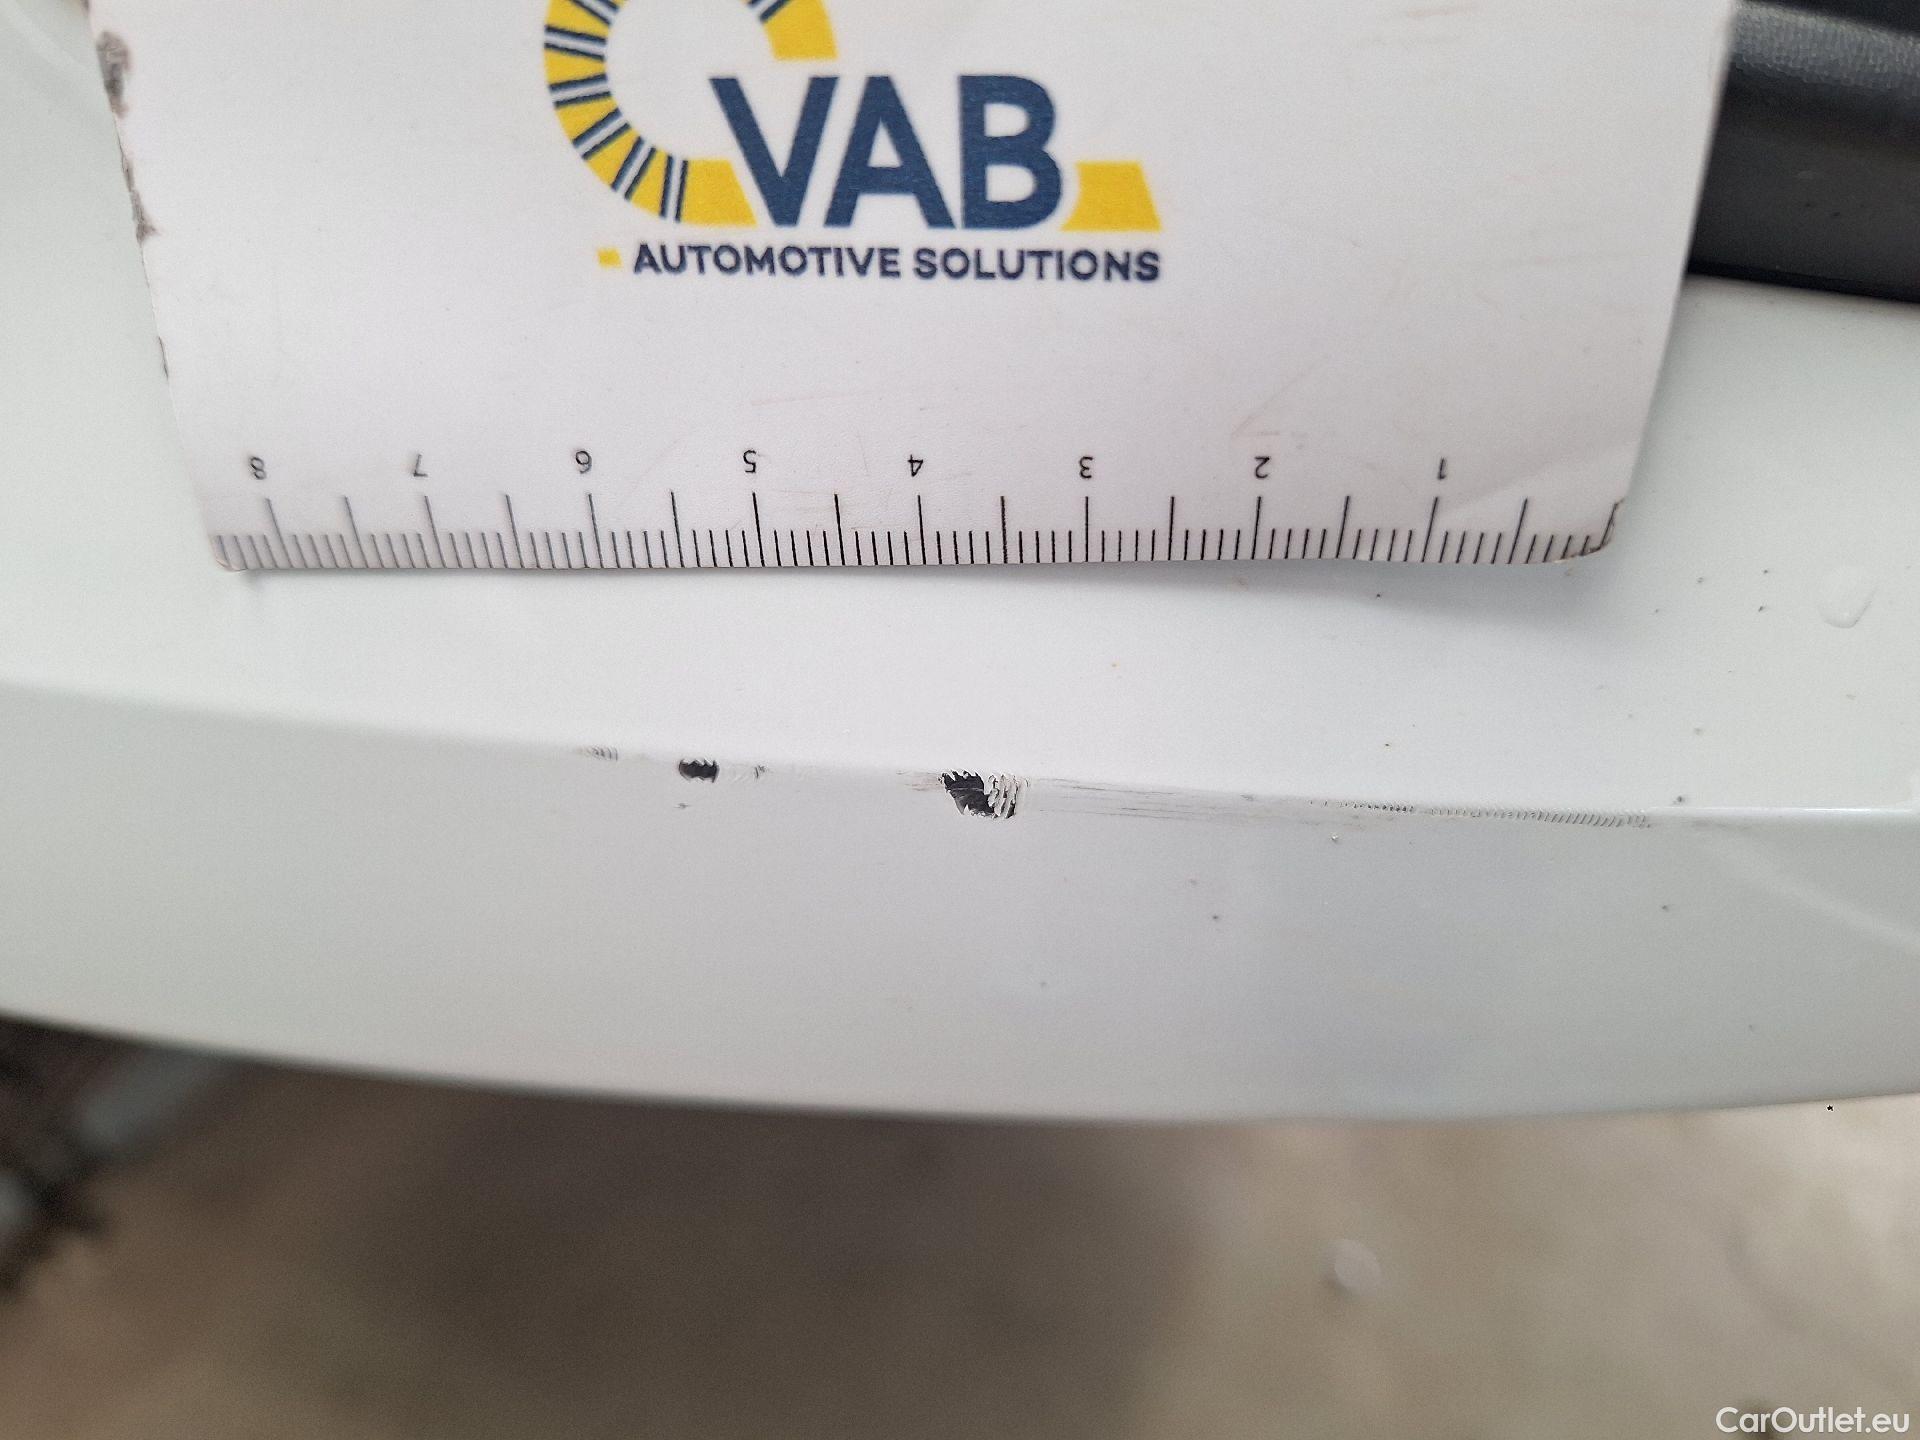 VAB
AUTOMOTIVE SOLUTIONS
8 7 6 5 4 3 2 1
CarOutlet.eu